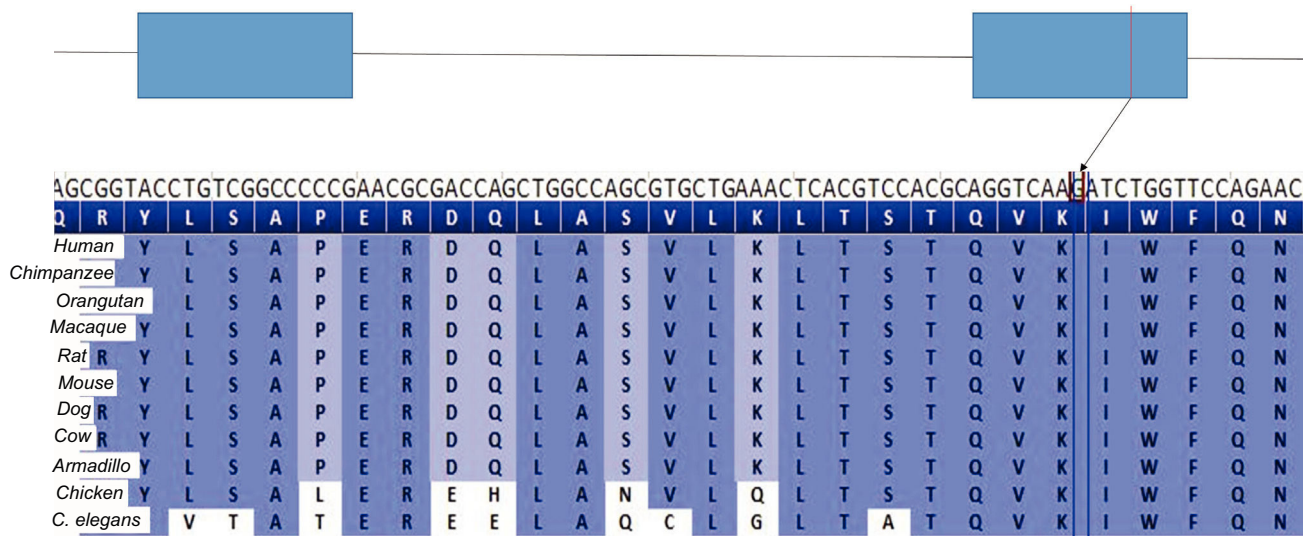 AGCGGTACCTGTCGGCCCCCGAACGCGACCAGCTGGCCAGCGTGCTGAAACTCACGTCCACGCAGGTCAAGATCTGGTTCCAGAAC
Q R Y L S A P E R D Q L A S V L K L T S T Q V K I W F Q N
Human Y L S A P E R D Q L A S V L K L T S T Q V K I W F Q N
Chimpanzee Y L S A P E R D Q L A S V L K L T S T Q V K I W F Q N
Orangutan L S A P E R D Q L A S V L K L T S T Q V K I W F Q N
Macaque Y L S A P E R D Q L A S V L K L T S T Q V K I W F Q N
Rat R Y L S A P E R D Q L A S V L K L T S T Q V K I W F Q N
Mouse Y L S A P E R D Q L A S V L K L T S T Q V K I W F Q N
Dog R Y L S A P E R D Q L A S V L K L T S T Q V K I W F Q N
Cow R Y L S A P E R D Q L A S V L K L T S T Q V K I W F Q N
Armadillo Y L S A P E R D Q L A S V L K L T S T Q V K I W F Q N
Chicken Y L S A L E R E H L A N V L Q L T S T Q V K I W F Q N
C. elegans V T A T E R E E L A Q C L G L T A T Q V K I W F Q N